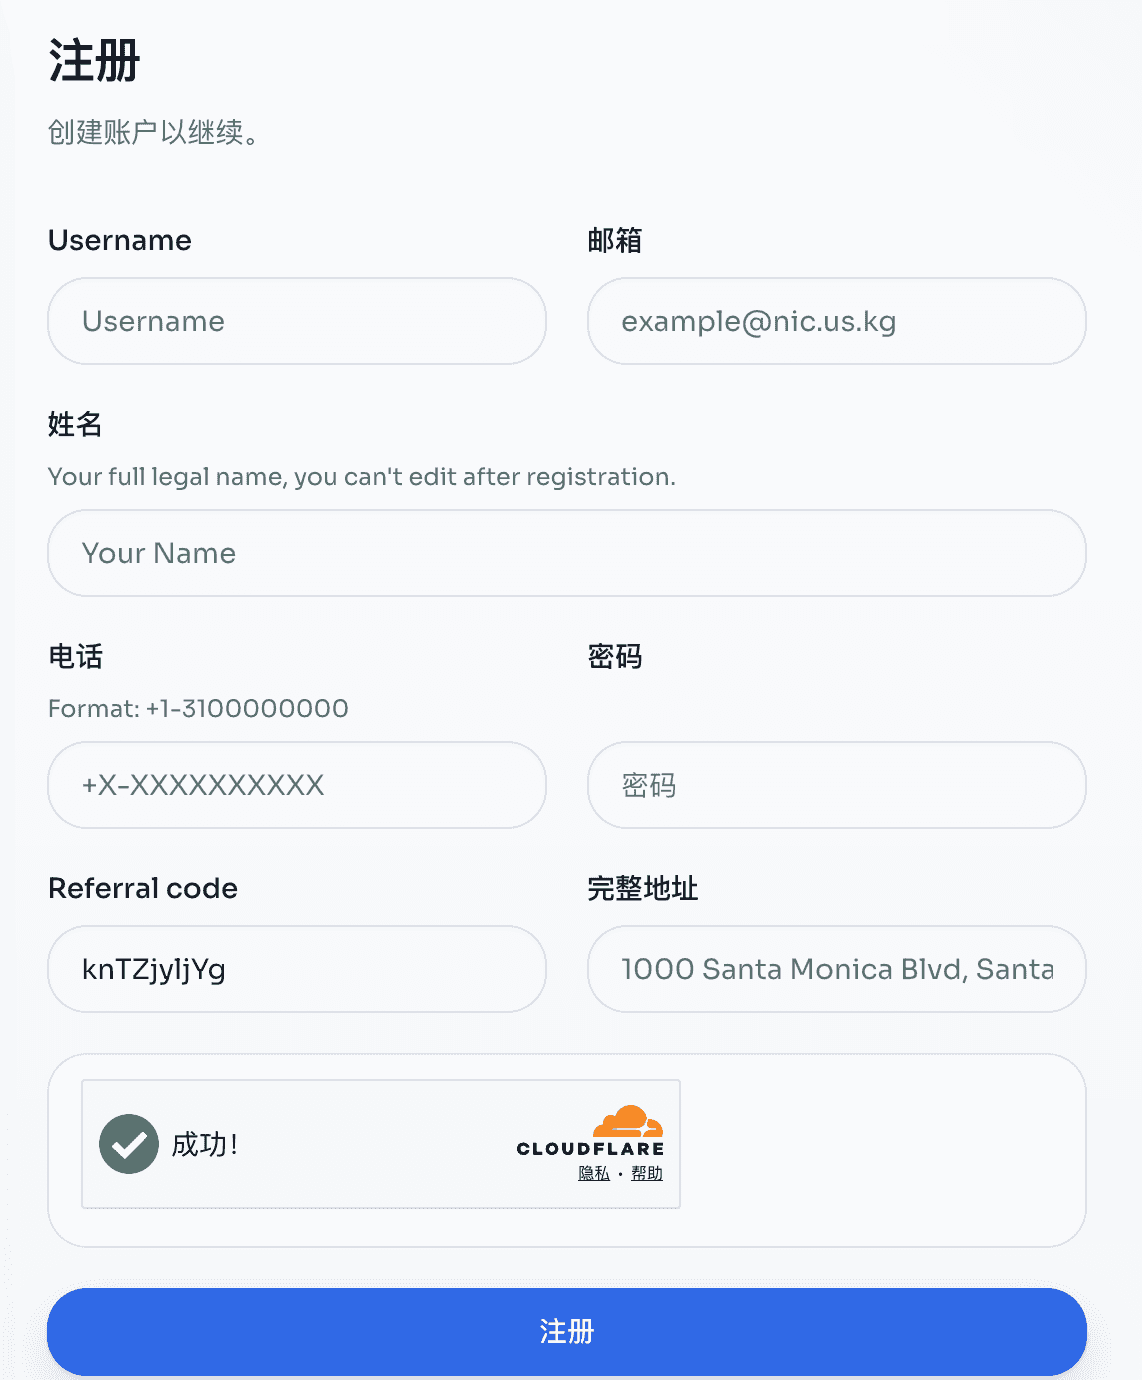 注册
创建账户以继续。
Username
邮箱
Username
example@nic.us.kg
姓名
Your full legal name, you can't edit after registration.
Your Name
电话
密码
Format: +1-3100000000
+X-XXXXXXXXXX
密码
Referral code
完整地址
knTZjyljYg
1000 Santa Monica Blvd, Santa
成功！
CLOUDFLARE
隐私 · 帮助
注册